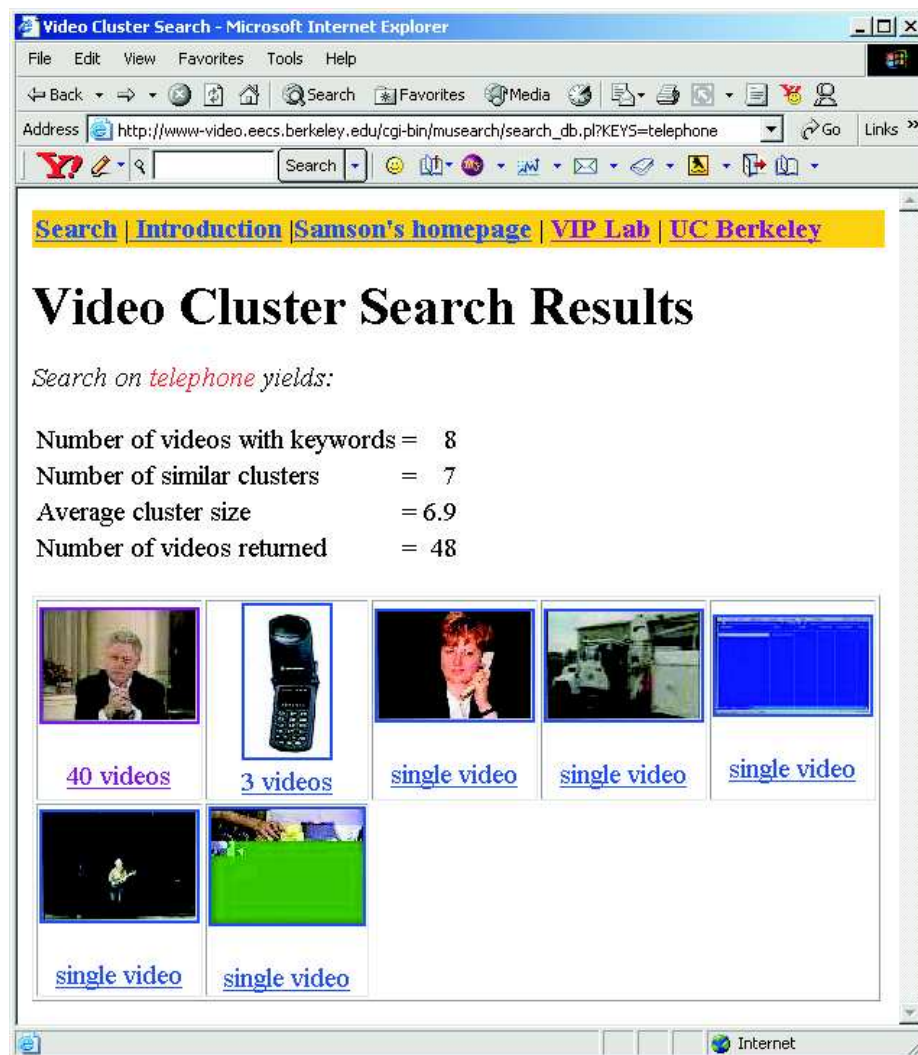 Video Cluster Search - Microsoft Internet Explorer
File Edit View Favorites Tools Help
Back Search Favorites Media
Address http://www-video.eecs.berkeley.edu/cgi-bin/musearch/search_db.pl?KEYS=telephone Go Links »
Y! Search
Search | Introduction |Samson's homepage | VIP Lab | UC Berkeley
Video Cluster Search Results
Search on telephone yields:
Number of videos with keywords = 8
Number of similar clusters = 7
Average cluster size = 6.9
Number of videos returned = 48
40 videos 3 videos single video single video single video
single video single video
Internet